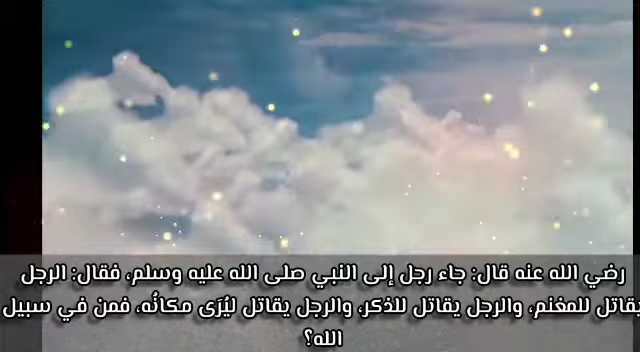 رضي الله عنه قال: جاء رجل إلى النبي صلى الله عليه وسلم، فقال: الرجل
يقاتل للمغنم، والرجل يقاتل للذكر، والرجل يقاتل ليُرَى مكانُه، فمن في سبيل
الله؟